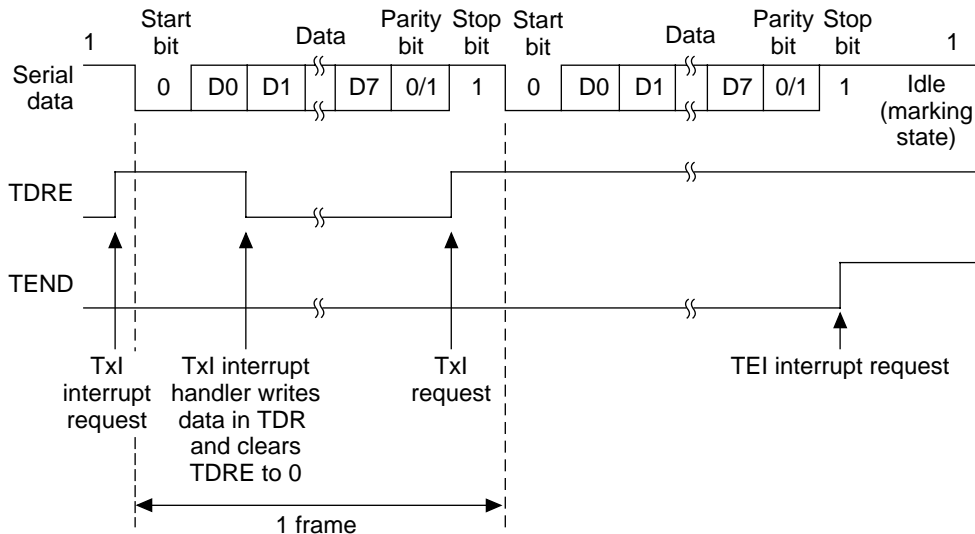 1
Start
bit
Data
Parity
bit
Stop
bit
Start
bit
Data
Parity
bit
Stop
bit
1
Serial
data
0 D0 D1 D7 0/1 1 0 D0 D1 D7 0/1 1
Idle
(marking
state)
TDRE
TEND
TxI
interrupt
request
TxI interrupt
handler writes
data in TDR
and clears
TDRE to 0
TxI
request
TEI interrupt request
1 frame